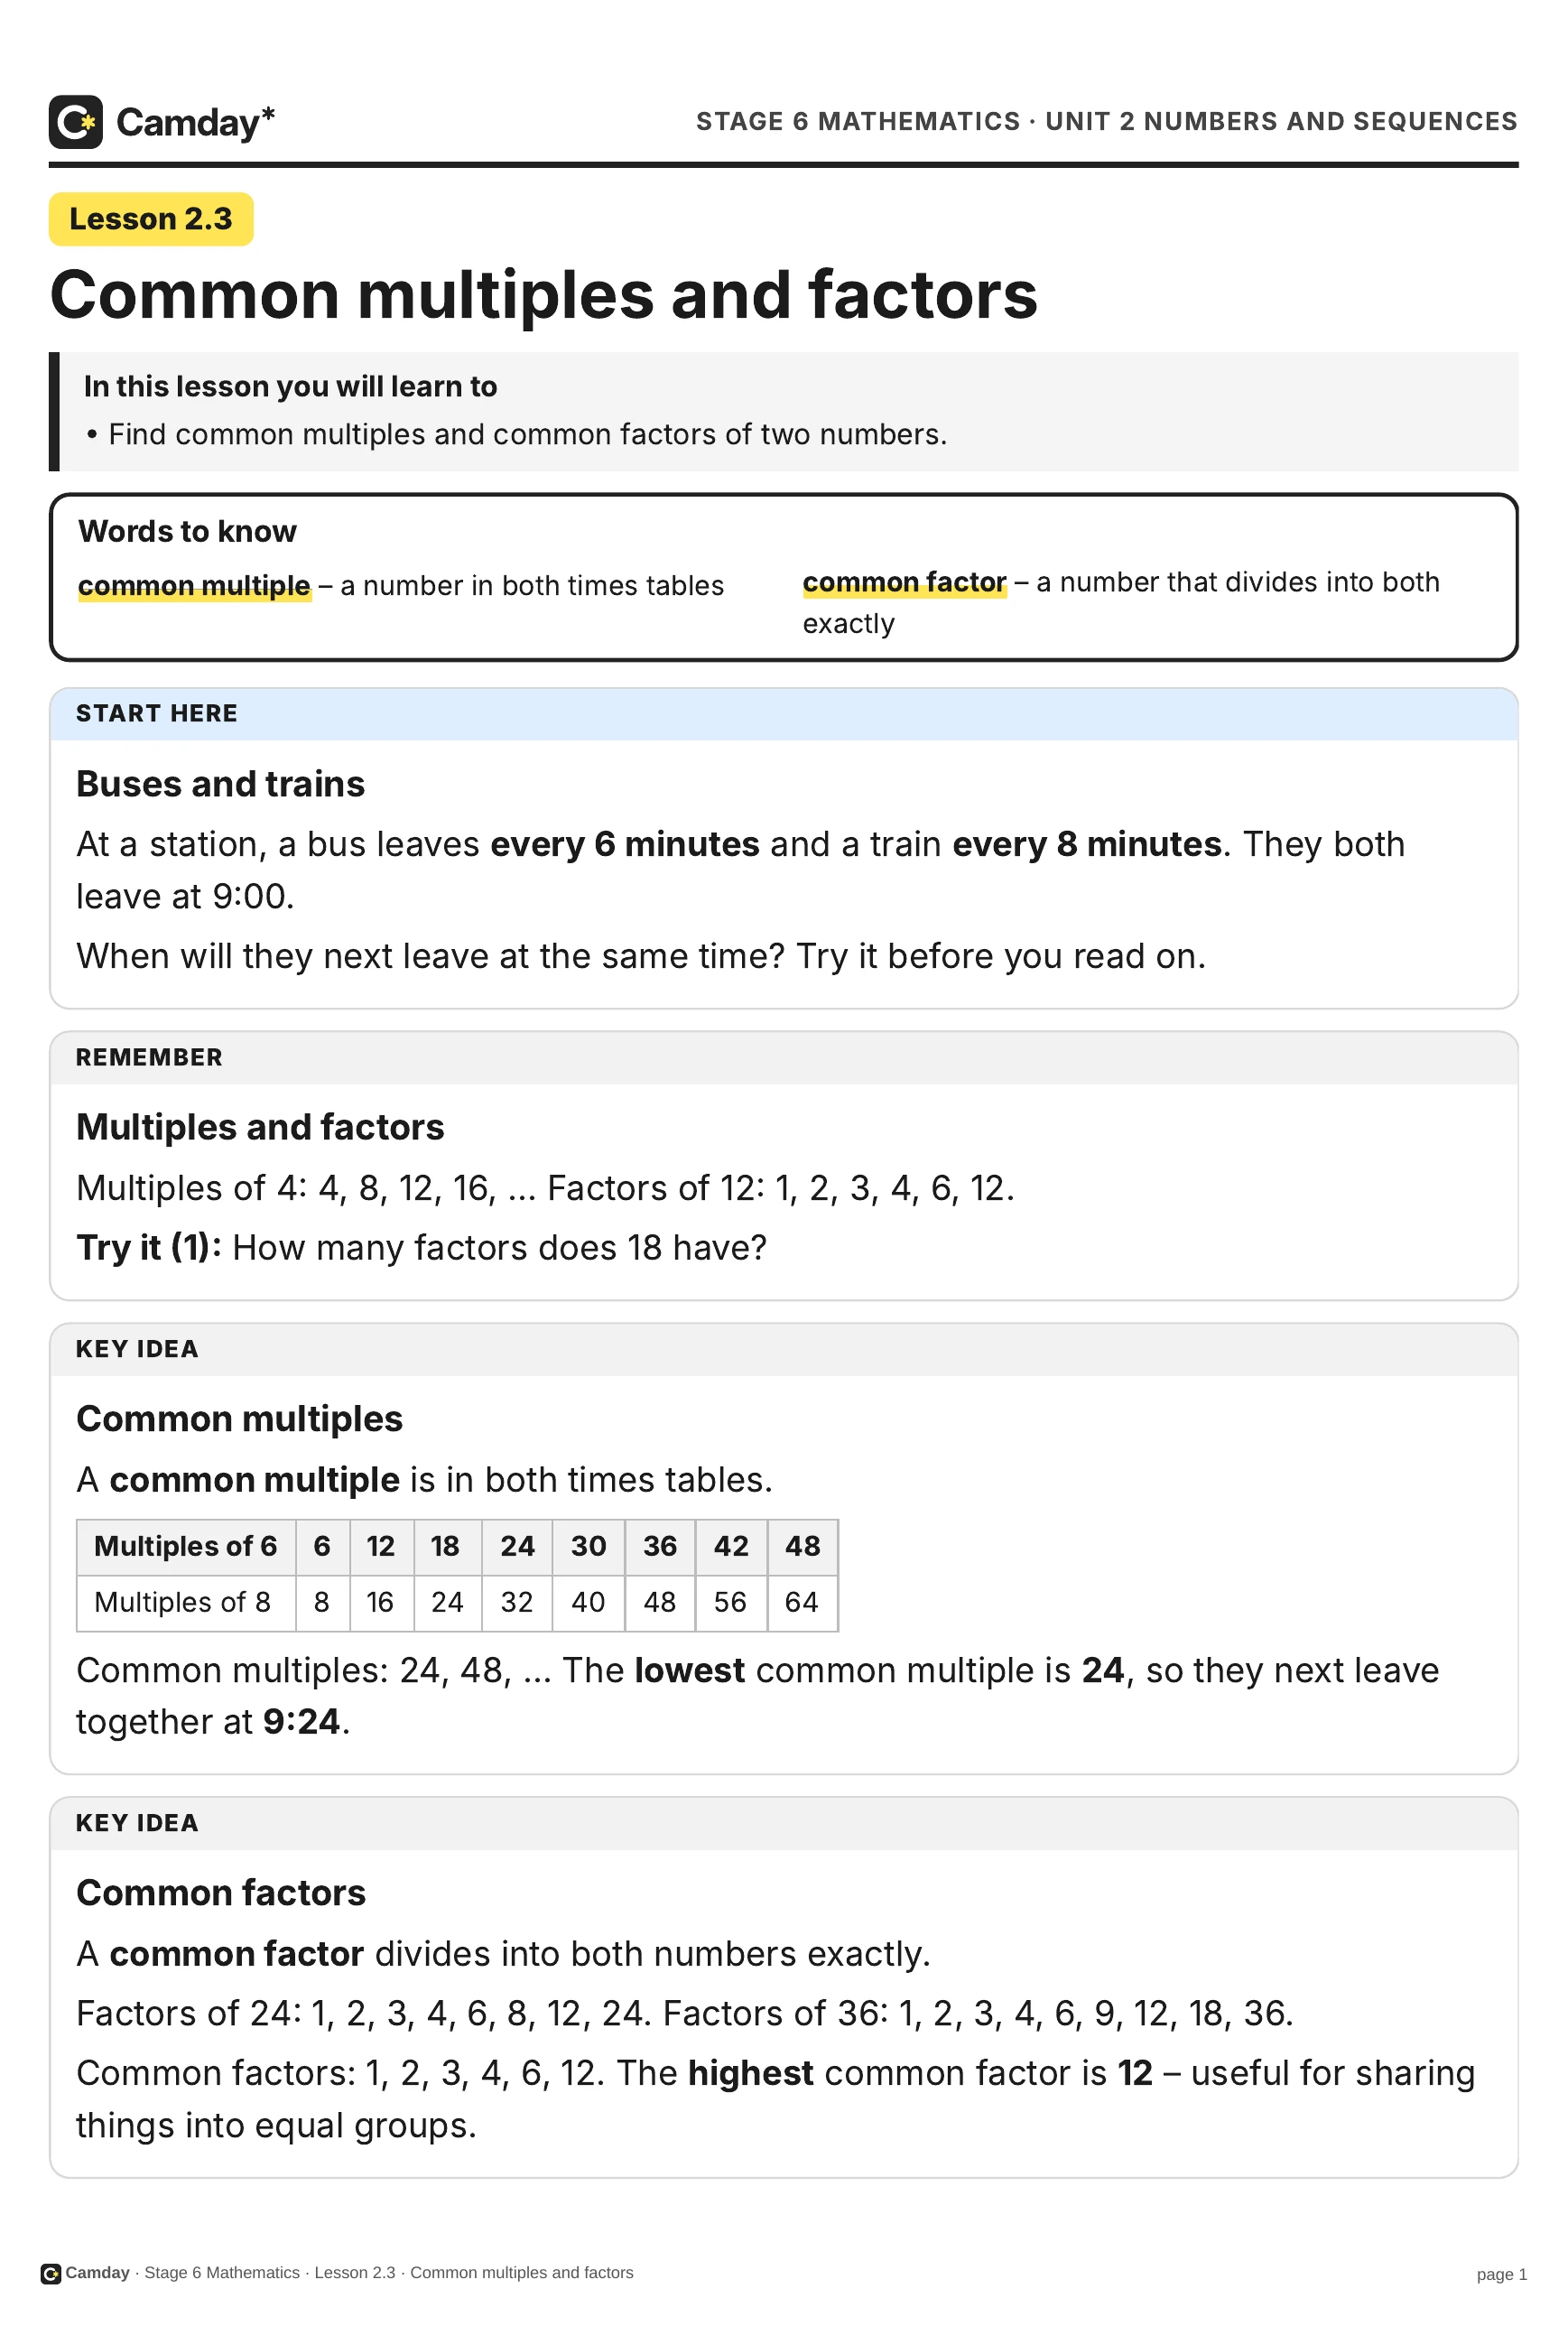 Camday*
STAGE 6 MATHEMATICS · UNIT 2 NUMBERS AND SEQUENCES
Lesson 2.3
Common multiples and factors
In this lesson you will learn to
• Find common multiples and common factors of two numbers.
Words to know
common multiple – a number in both times tables
common factor – a number that divides into both
exactly
START HERE
Buses and trains
At a station, a bus leaves every 6 minutes and a train every 8 minutes. They both
leave at 9:00.
When will they next leave at the same time? Try it before you read on.
REMEMBER
Multiples and factors
Multiples of 4: 4, 8, 12, 16, … Factors of 12: 1, 2, 3, 4, 6, 12.
Try it (1): How many factors does 18 have?
KEY IDEA
Common multiples
A common multiple is in both times tables.
Multiples of 6 6 12 18 24 30 36 42 48
Multiples of 8 8 16 24 32 40 48 56 64
Common multiples: 24, 48, … The lowest common multiple is 24, so they next leave
together at 9:24.
KEY IDEA
Common factors
A common factor divides into both numbers exactly.
Factors of 24: 1, 2, 3, 4, 6, 8, 12, 24. Factors of 36: 1, 2, 3, 4, 6, 9, 12, 18, 36.
Common factors: 1, 2, 3, 4, 6, 12. The highest common factor is 12 – useful for sharing
things into equal groups.
Camday · Stage 6 Mathematics · Lesson 2.3 · Common multiples and factors
page 1